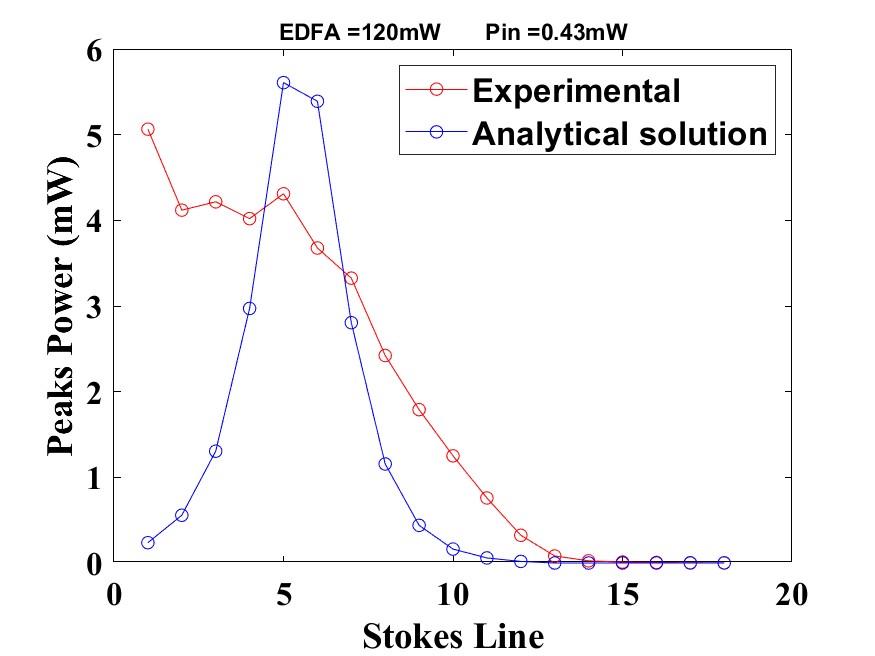 EDFA =120mW Pin =0.43mW
Experimental
Analytical solution
Peaks Power (mW)
6
5
4
3
2
1
0
0 5 10 15 20
Stokes Line